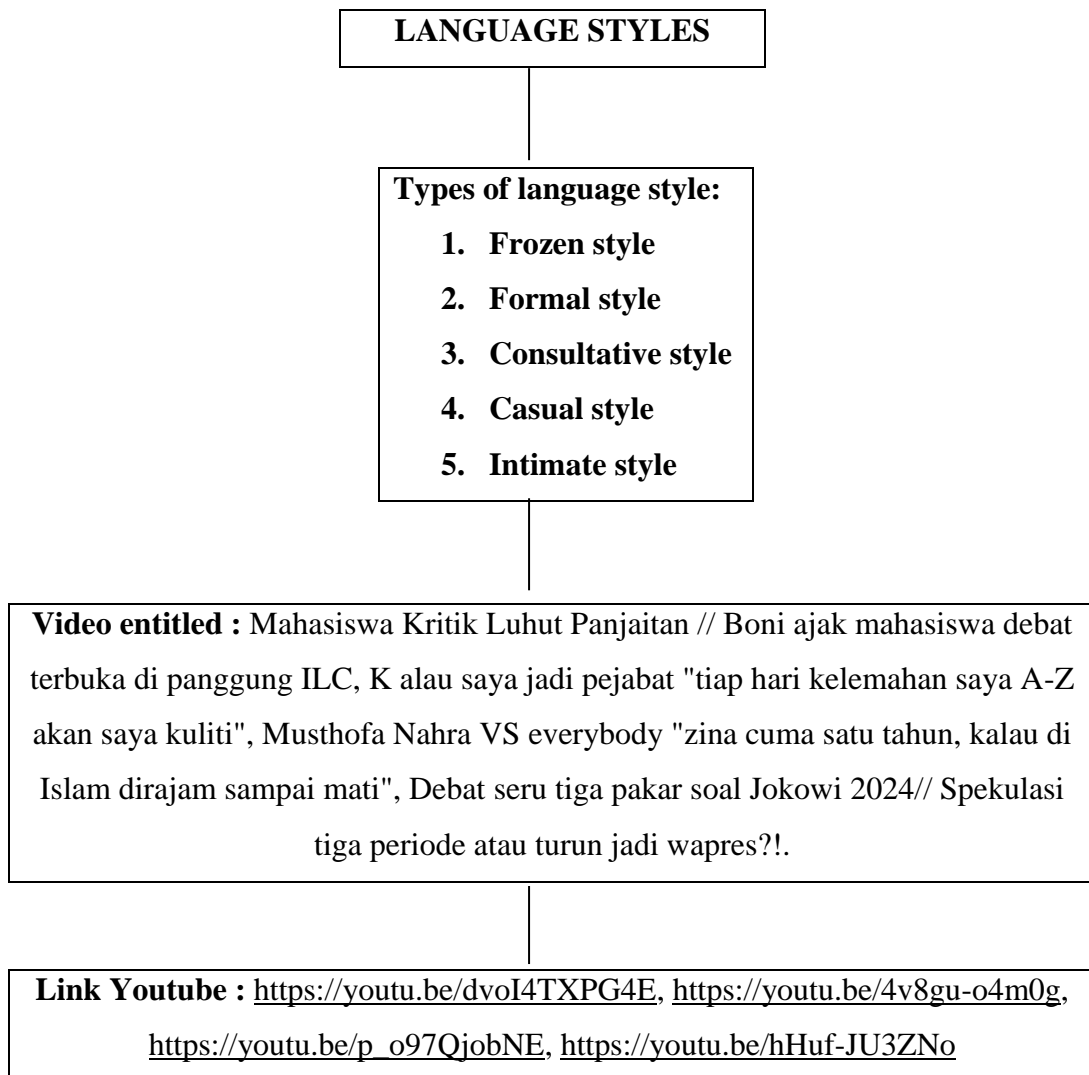 LANGUAGE STYLES
Types of language style:
1. Frozen style
2. Formal style
3. Consultative style
4. Casual style
5. Intimate style
Video entitled : Mahasiswa Kritik Luhut Panjaitan // Boni ajak mahasiswa debat
terbuka di panggung ILC, K alau saya jadi pejabat "tiap hari kelemahan saya A-Z
akan saya kuliti", Musthofa Nahra VS everybody "zina cuma satu tahun, kalau di
Islam dirajam sampai mati", Debat seru tiga pakar soal Jokowi 2024// Spekulasi
tiga periode atau turun jadi wapres?!.
Link Youtube : https://youtu.be/dvoI4TXPG4E, https://youtu.be/4v8gu-o4m0g,
https://youtu.be/p_o97QjobNE, https://youtu.be/hHuf-JU3ZNo